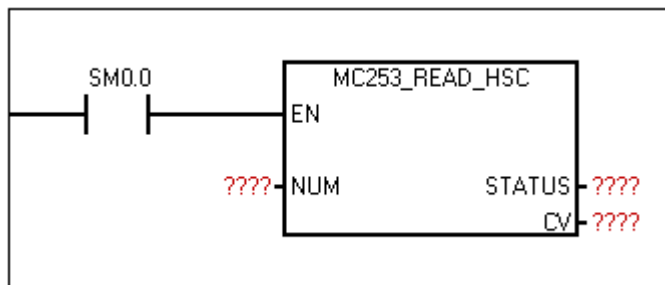 SM0.0
MC253_READ_HSC
EN
???? NUM STATUS ????
CV ????